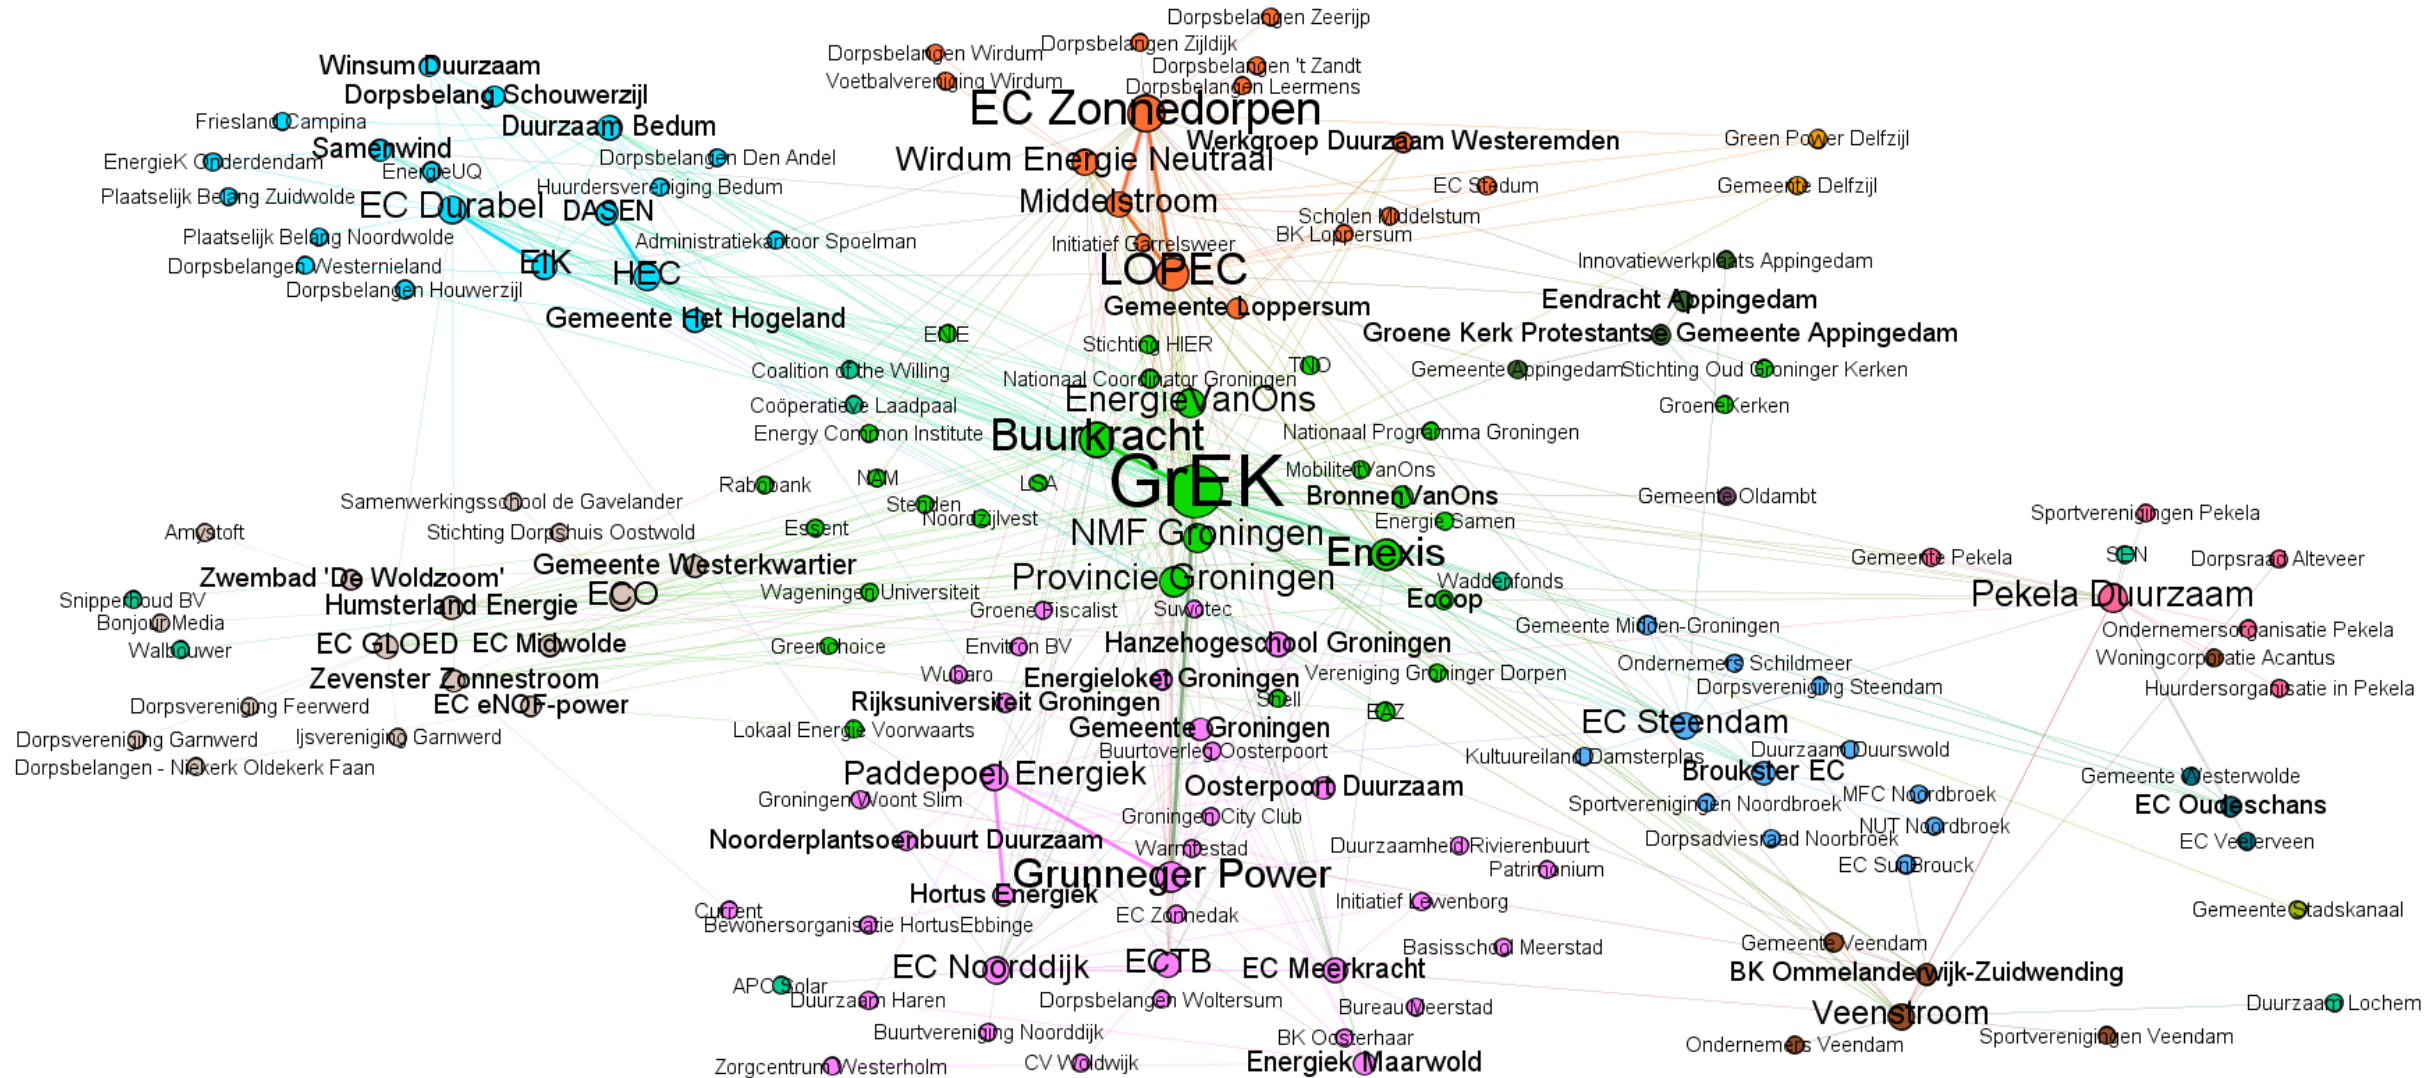 Dorpsbelangen Zeerijp
Dorpsbelangen Wirdum
Dorpsbelangen Zijldijk
Winsum Duurzaam
Dorpsbelangen 't Zandt
Voetbalvereniging Wirdum
Dorpsbelangen Leermens
Dorpsbelang Schouwerzijl
EC Zonnedorpen
Friesland Campina
Duurzaam Bedum
Werkgroep Duurzaam Westeremden
Green Power Delfzijl
Samenwind
EnergieK Onderdendam
Dorpsbelangen Den Andel
Wirdum Energie Neutraal
EnergieUQ
Huurdersvereniging Bedum
EC Stedum
Gemeente Delfzijl
Plaatselijk Belang Zuidwolde
EC Durabel
DASEN
Middelstroom
Scholen Middelstum
Plaatselijk Belang Noordwolde
Administratiekantoor Spoelman
Initiatief Garrelsweer
BK Loppersum
Dorpsbelangen Westernieland
EIK
HEC
LOPEC
Innovatiewerkplaats Appingedam
Dorpsbelangen Houwerzijl
Gemeente Loppersum
Eendracht Appingedam
Gemeente Het Hogeland
ENIE
Stichting HIER
Groene Kerk Protestantse Gemeente Appingedam
Coalition of the Willing
Nationaal Coordinator Groningen
TNO
Gemeente Appingedam
Stichting Oud Groninger Kerken
Coöperatieve Laadpaal
EnergieVanOns
GroeneKerken
Energy Common Institute
Buurkracht
Nationaal Programma Groningen
Rabobank
NAM
LSA
GrEK
MobiliteitVanOns
Samenwerkingsschool de Gavelander
Stenden
BronnenVanOns
Gemeente Oldambt
Amystoft
Stichting Dorpshuis Oostwold
Essent
Noordzijlvest
NMF Groningen
Energie Samen
Sportverenigingen Pekela
Zwembad 'De Woldzoom'
Gemeente Westerkwartier
Enexis
Gemeente Pekela
SEN
Dorpsraad Alteveer
Snipperhoud BV
Humsterland Energie
ECO
Wageningen Universiteit
Provincie Groningen
Waddenfonds
Pekela Duurzaam
Bonjour Media
Groene Fiscalist
Suwotec
Ecoop
Walbouwer
EC GLOED
EC Midwolde
Greenchoice
Environ BV
Hanzehogeschool Groningen
Gemeente Midden-Groningen
Ondernemersorganisatie Pekela
Zevenster Zonnestroom
Wubaro
Energieloket Groningen
Vereniging Groninger Dorpen
Ondernemers Schildmeer
Woningcorporatie Acantus
Dorpsvereniging Feerwerd
EC eNOF-power
Rijksuniversiteit Groningen
Shell
EAZ
Dorpsvereniging Steendam
Huurdersorganisatie in Pekela
Dorpsvereniging Garnwerd
Ijsvereniging Garnwerd
Lokaal Energie Voorwaarts
Gemeente Groningen
EC Steendam
Dorpsbelangen - Niekerk Oldekerk Faan
Buurtoverleg Oosterpoort
Kultuureiland Damsterplas
Duurzaam Duurswold
Paddepoel Energiek
Oosterpoort Duurzaam
Broukster EC
Gemeente Westerwolde
Groningen Woont Slim
Groningen City Club
Sportverenigingen Noordbroek
MFC Noordbroek
EC Oudeschans
Noorderplantsoenbuurt Duurzaam
Warmtestad
Duurzaamheid Rivierenbuurt
Dorpsadviesraad Noorbroek
NUT Noordbroek
EC Veelerveen
Grunneger Power
Patrimonium
EC SunBrouck
Hortus Energiek
Current
EC Zonnedak
Initiatief Lewenborg
Gemeente Stadskanaal
Bewonersorganisatie HortusEbbinge
Basisschool Meerstad
Gemeente Veendam
EC Noorddijk
ECTB
EC Meerkracht
BK Ommelanderwijk-Zuidwending
APO Solar
Duurzaam Haren
Dorpsbelangen Woltersum
Bureau Meerstad
Veenstroom
Duurzaam Lochem
Buurtvereniging Noorddijk
BK Oosterhaar
Ondernemers Veendam
Sportverenigingen Veendam
Zorgcentrum Westerholm
CV Woldwijk
Energiek Maarwold